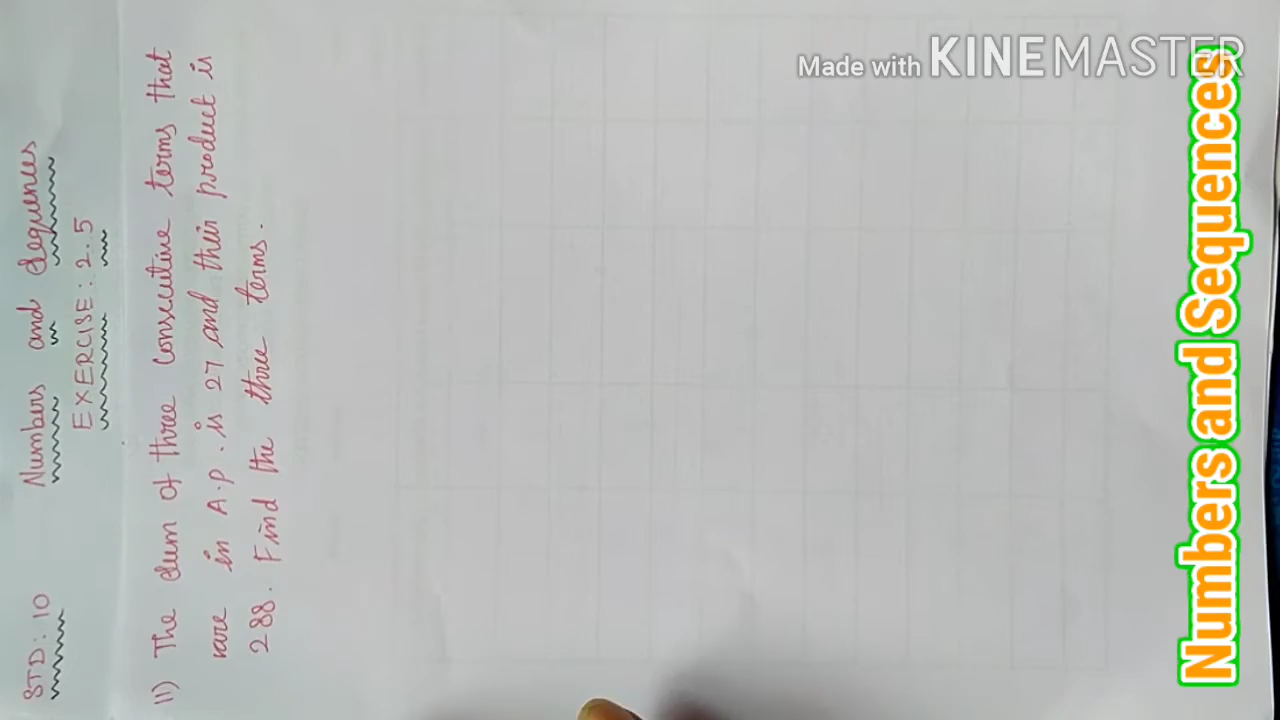 STD: 10 Numbers and Sequences
EXERCISE: 2.5
11) The Sum of three Consecutive terms that
are in A.P. is 27 and their product is
288. Find the three terms.
Made with KINEMASTER
Numbers and Sequences